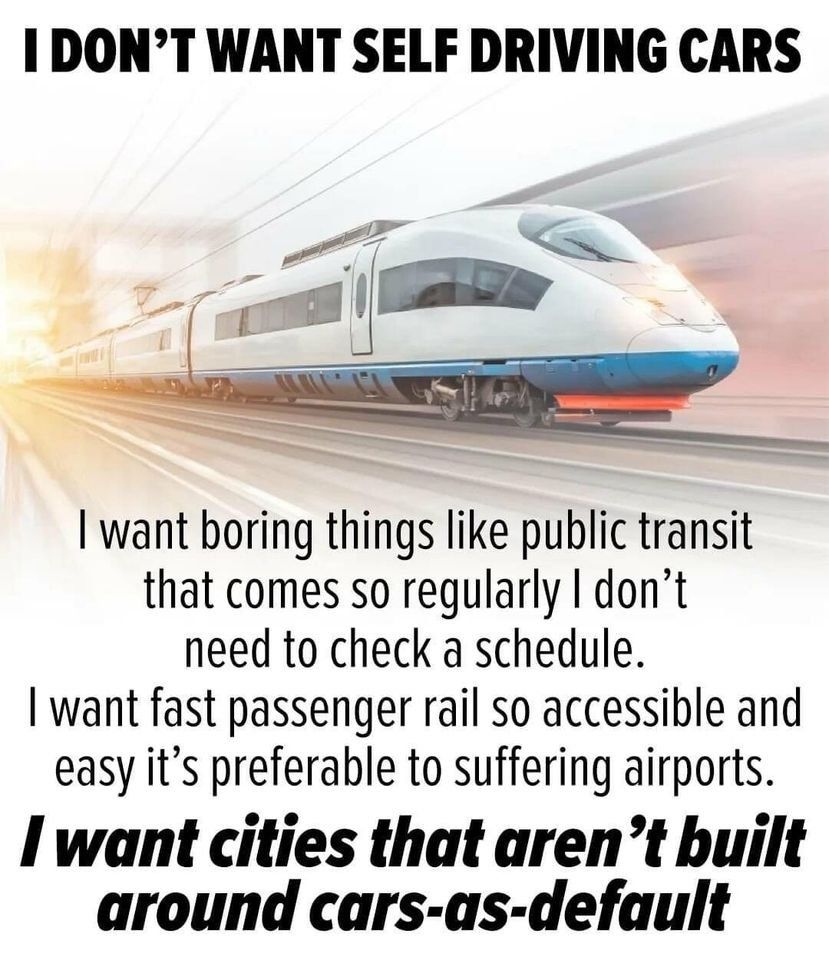 I DON’T WANT SELF DRIVING CARS
I want boring things like public transit
that comes so regularly I don’t
need to check a schedule.
I want fast passenger rail so accessible and
easy it’s preferable to suffering airports.
I want cities that aren’t built
around cars-as-default